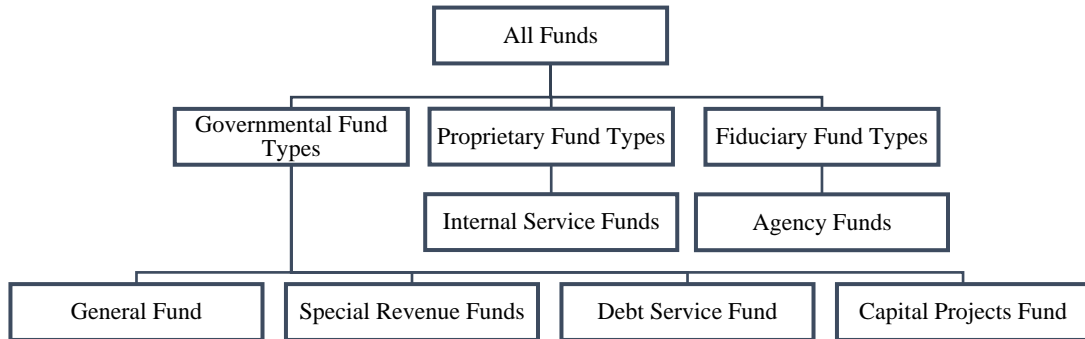 All Funds
Governmental Fund
Types
Proprietary Fund Types
Fiduciary Fund Types
Internal Service Funds
Agency Funds
General Fund
Special Revenue Funds
Debt Service Fund
Capital Projects Fund